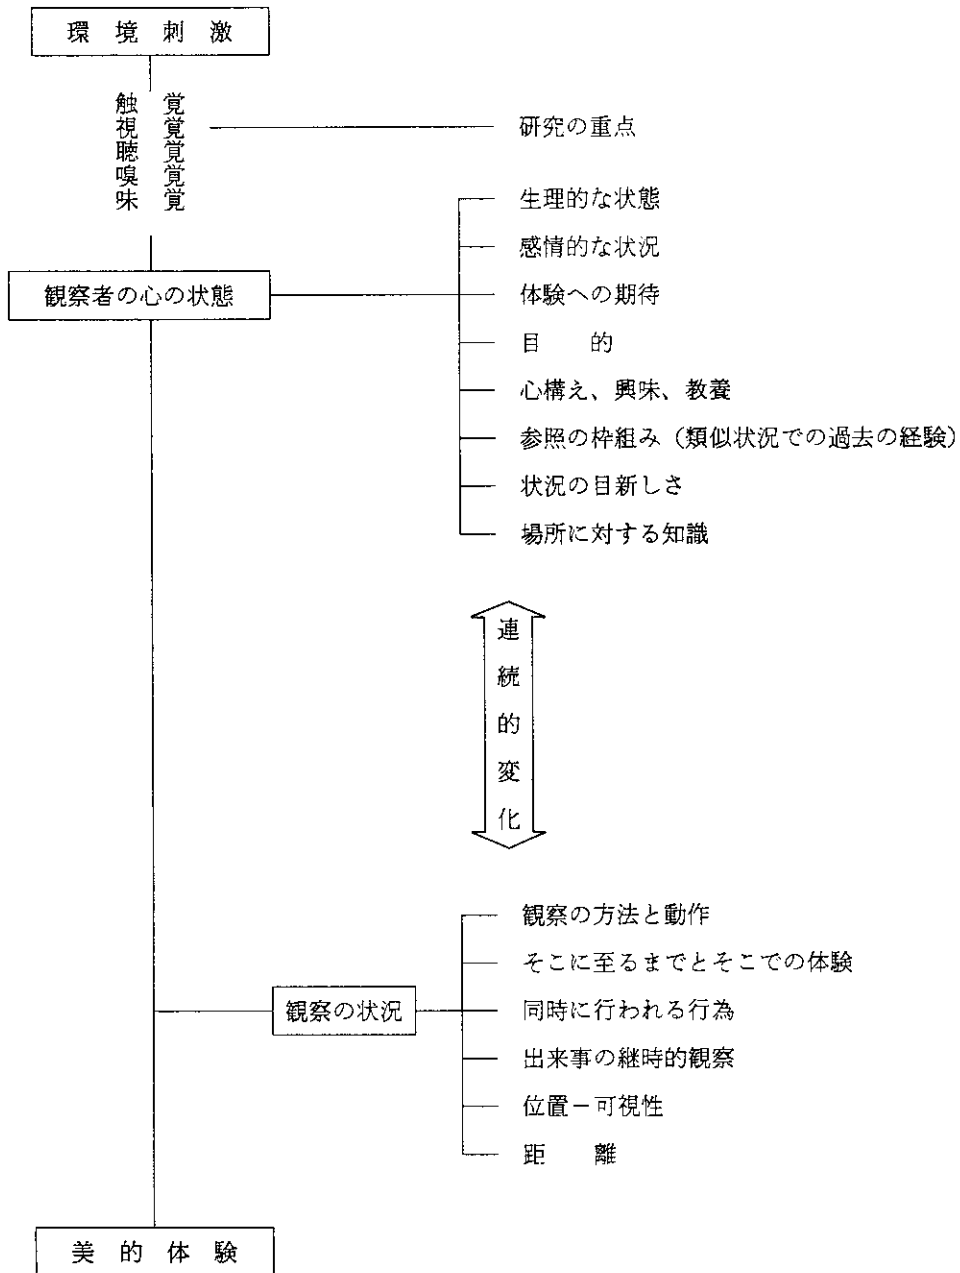 環境刺激
触覚
視覚
聴覚
嗅覚
味覚
研究の重点
観察者の心の状態
生理的な状態
感情的な状況
体験への期待
目的
心構え、興味、教養
参照の枠組み（類似状況での過去の経験）
状況の目新しさ
場所に対する知識
連続的変化
観察の状況
観察の方法と動作
そこに至るまでとそこでの体験
同時に行われる行為
出来事の継時的観察
位置－可視性
距離
美的体験